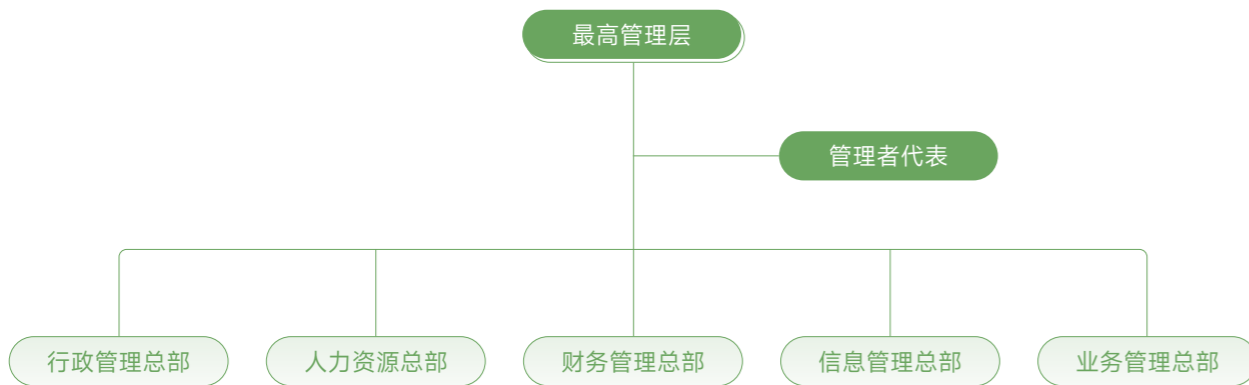 最高管理层
管理者代表
行政管理总部
人力资源总部
财务管理总部
信息管理总部
业务管理总部